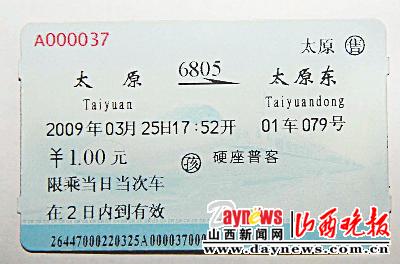 A000037
太原 售
太原 6805 太原东
Taiyuan Taiyuandong
2009年03月25日17:52开 01车079号
¥1.00元 孩 硬座普客
限乘当日当次车
在2日内到有效
26447000220325A000037000
Daynews 山西新闻网 山西晚报
www.daynews.com.cn